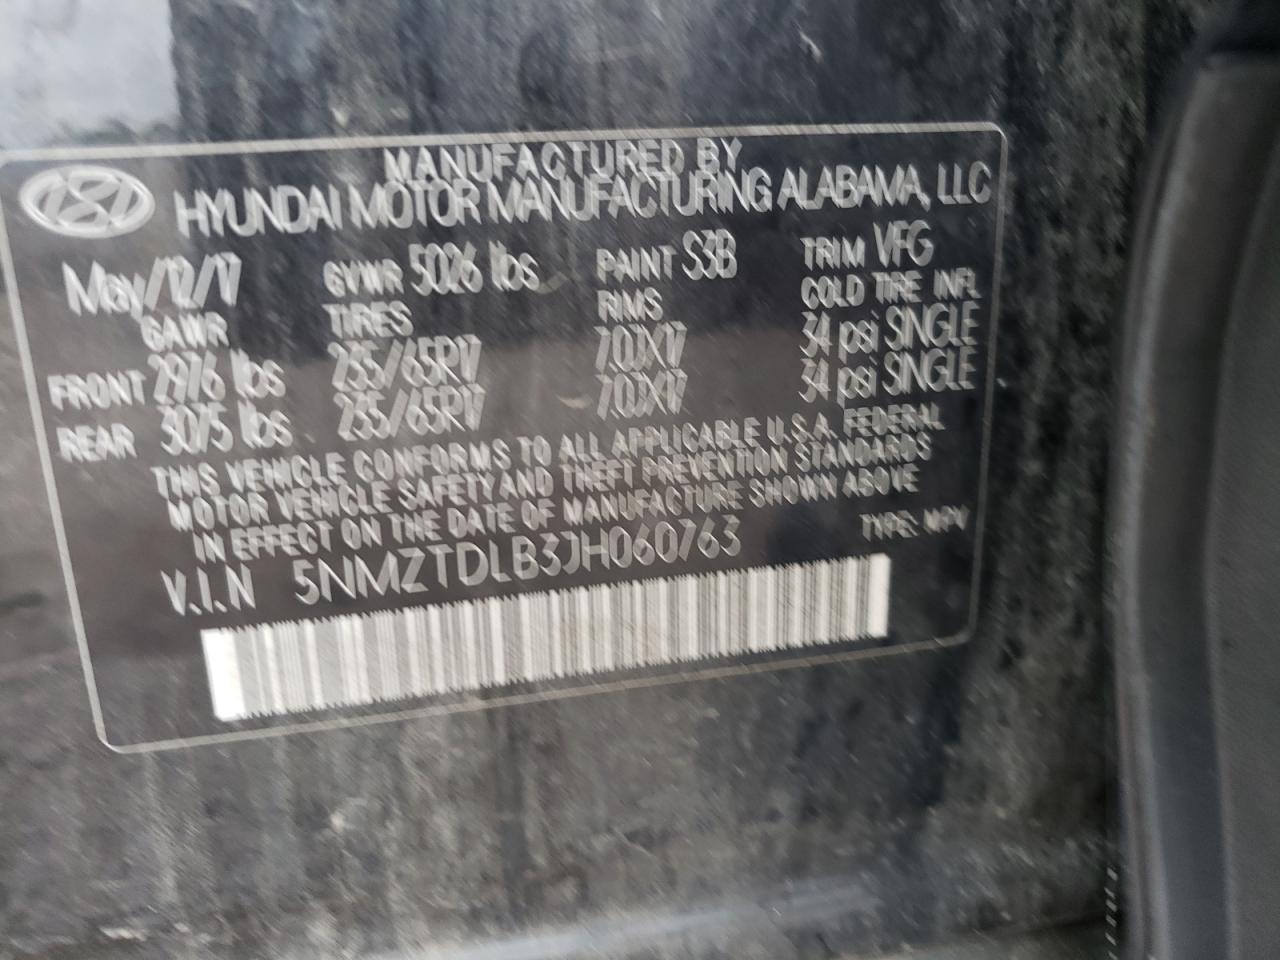 MANUFACTURED BY
HYUNDAI MOTOR MANUFACTURING ALABAMA, LLC
May/12/17 GVWR 5026 lbs PAINT S3B TRIM VFG
GAWR TIRES RIMS COLD TIRE INFL
FRONT 2976 lbs 235/65R17 7.0JX17 34 psi SINGLE
REAR 3075 lbs 235/65R17 7.0JX17 34 psi SINGLE
THIS VEHICLE CONFORMS TO ALL APPLICABLE U.S.A. FEDERAL
MOTOR VEHICLE SAFETY AND THEFT PREVENTION STANDARDS
IN EFFECT ON THE DATE OF MANUFACTURE SHOWN ABOVE
V.I.N 5NMZTDLB3JH060763 TYPE: MPV